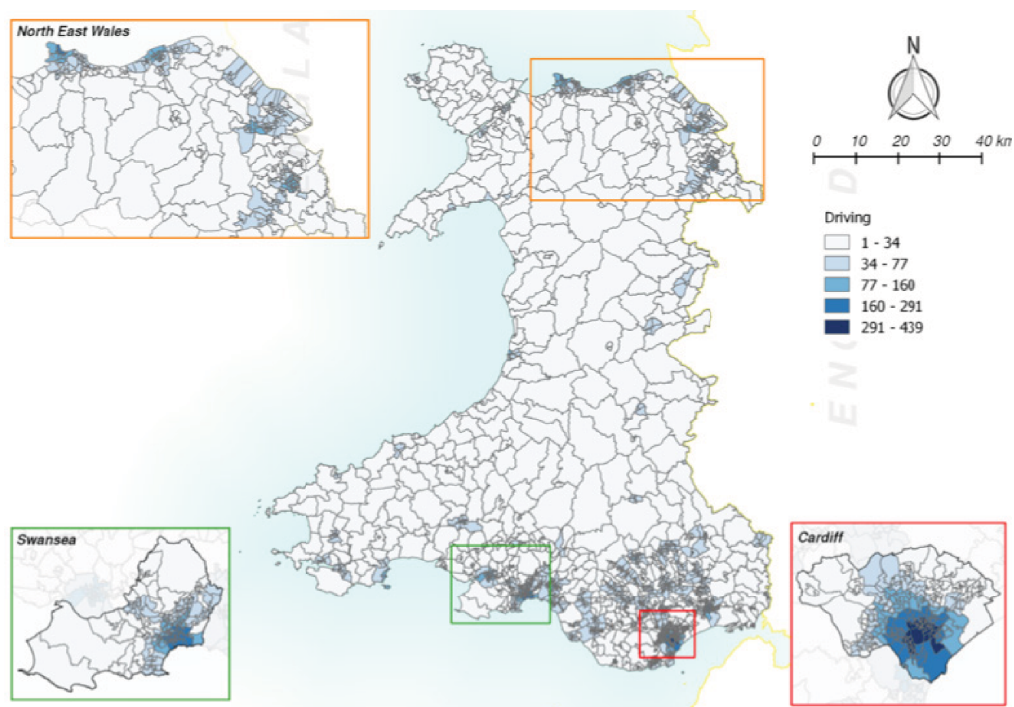 North East Wales
N
0 10 20 30 40 km
Driving
1 - 34
34 - 77
77 - 160
160 - 291
291 - 439
Swansea
Cardiff